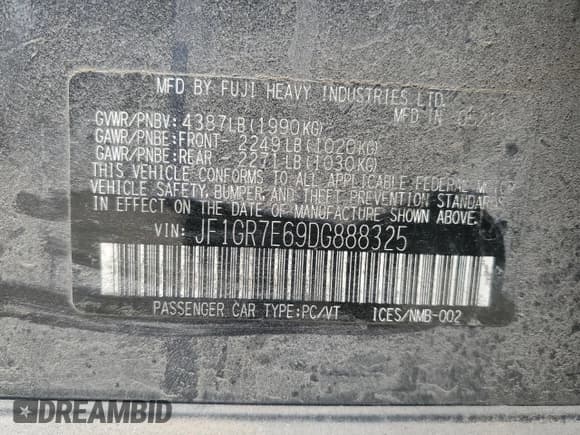 MFD BY FUJI HEAVY INDUSTRIES LTD.
MFD IN
GVWR/PNBV: 4387LB(1990KG)
GAWR/PNBE:FRONT- 2249LB(1020KG)
GAWR/PNBE:REAR - 2271LB(1030KG)
THIS VEHICLE CONFORMS TO ALL APPLICABLE FEDERAL MOTOR
VEHICLE SAFETY, BUMPER, AND THEFT PREVENTION STANDARDS
IN EFFECT ON THE DATE OF MANUFACTURE SHOWN ABOVE.
VIN: JF1GR7E69DG888325
PASSENGER CAR TYPE:PC/VT ICES/NMB-002
DREAMBID